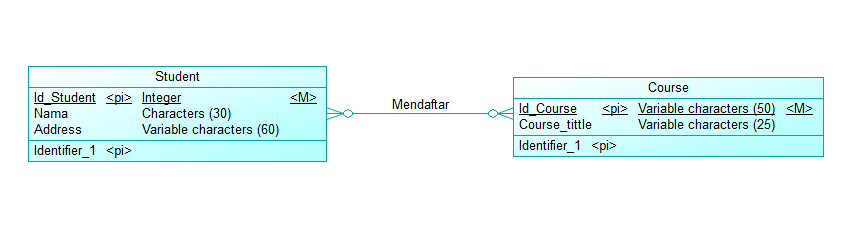 Student
Id_Student <pi> Integer <M>
Nama Characters (30)
Address Variable characters (60)
Identifier_1 <pi>
Mendaftar
Course
Id_Course <pi> Variable characters (50) <M>
Course_tittle Variable characters (25)
Identifier_1 <pi>